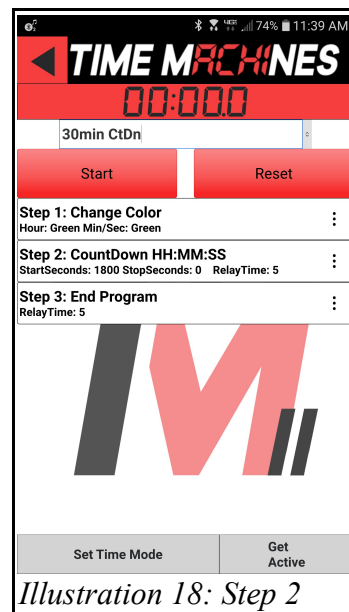 74% 11:39 AM
TIME MACHINES
00:00.0
30min CtDn
Start Reset
Step 1: Change Color
Hour: Green Min/Sec: Green
Step 2: CountDown HH:MM:SS
StartSeconds: 1800 StopSeconds: 0 RelayTime: 5
Step 3: End Program
RelayTime: 5
Set Time Mode Get
Active
Illustration 18: Step 2